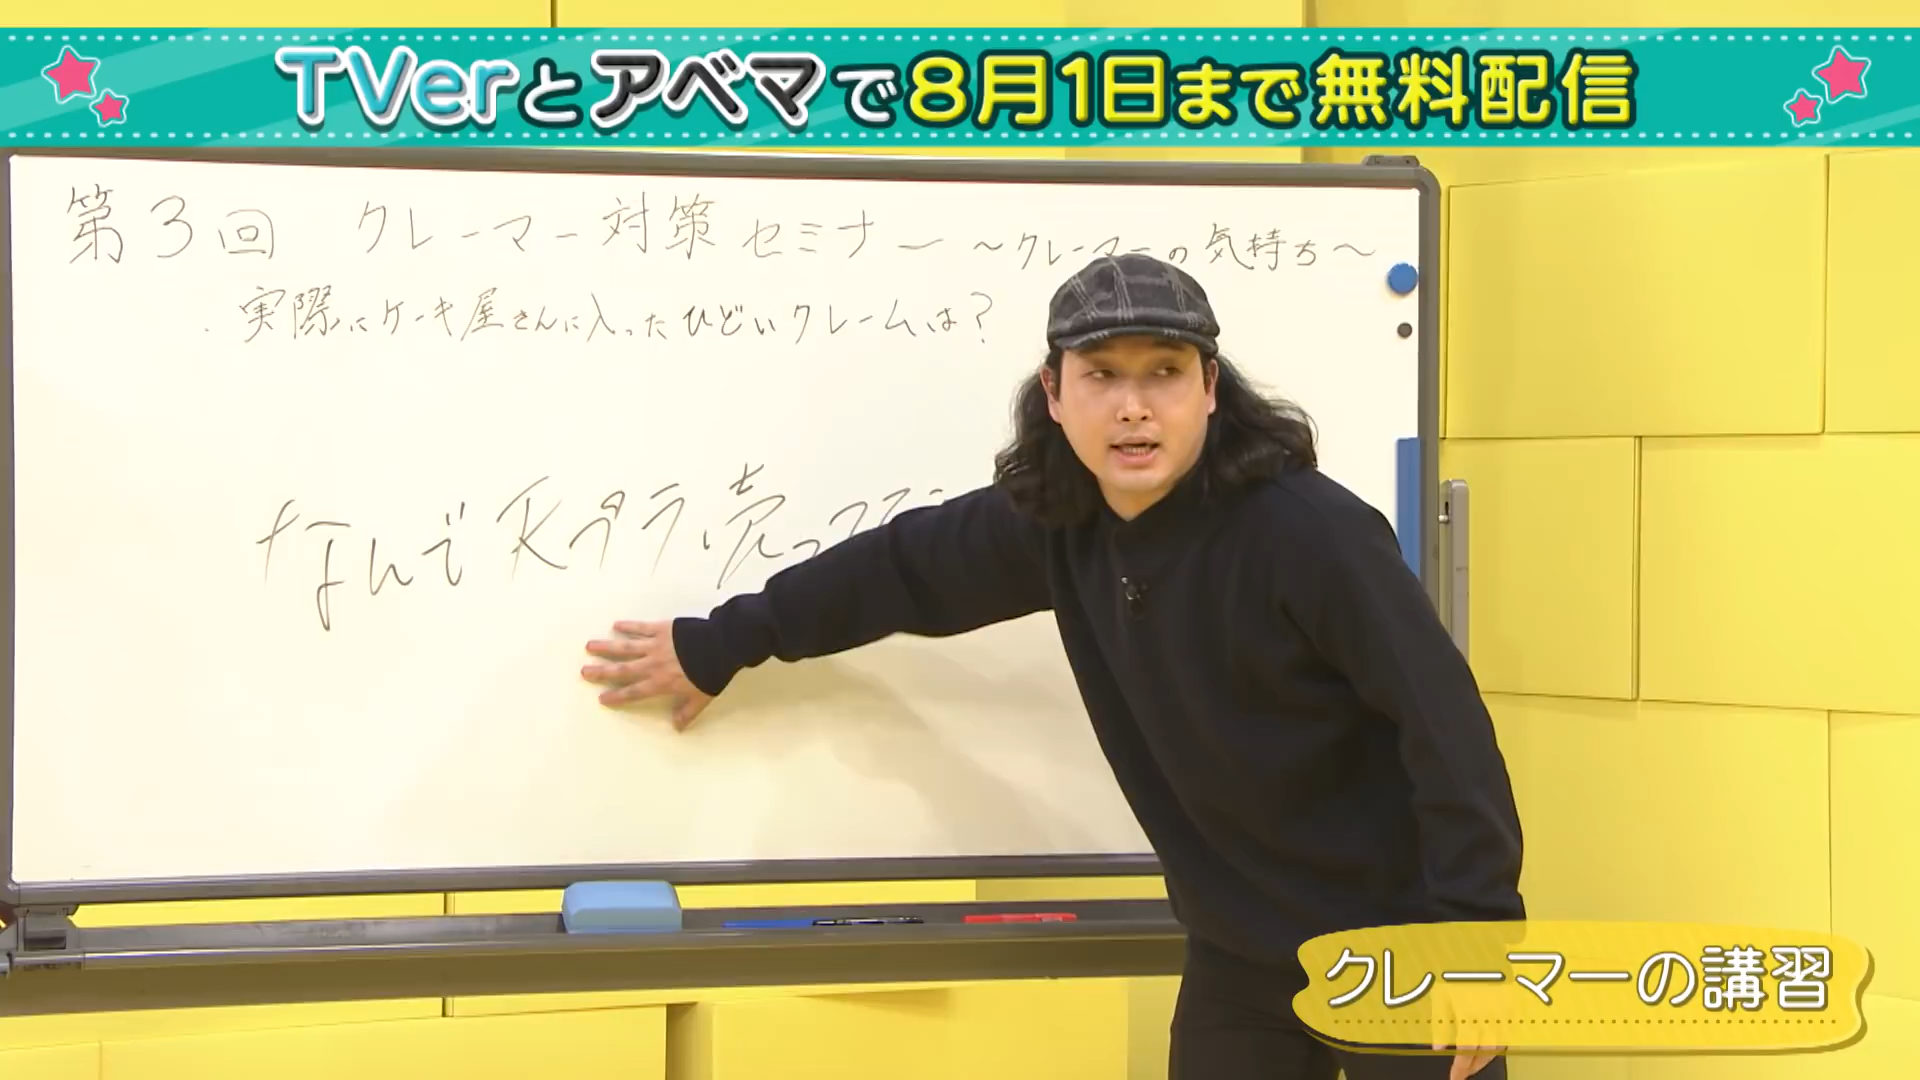 TVerとアベマで8月1日まで無料配信
第3回 クレーマー対策セミナー ～クレーマーの気持ち～
・実際にケーキ屋さんに入ったひどいクレームは？
なんで天プラ売って
クレーマーの講習